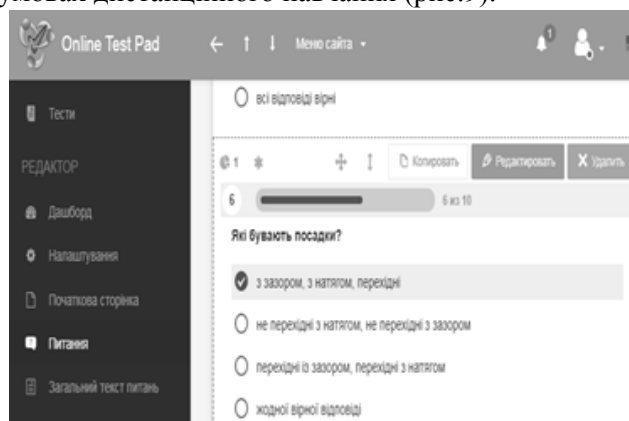 умовах дистанційного навчання (рис.9).
Online Test Pad
Меню сайта
1
Тести
РЕДАКТОР
Дашборд
Налаштування
Початкова сторінка
Питання
Загальний текст питань
всі відповіді вірні
1
Копировать
Редактировать
Удалить
6
6 из 10
Які бувають посадки?
з зазором, з натягом, перехідні
не перехідні з натягом, не перехідні з зазором
перехідні із зазором, перехідні з натягом
жодної вірної відповіді